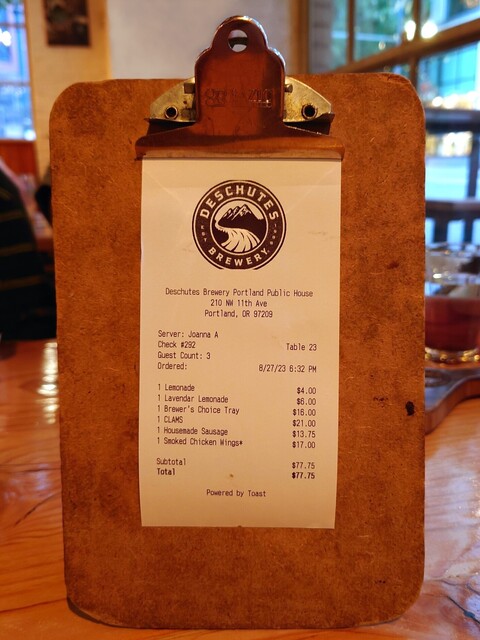 DESCHUTES
BREWERY
Deschutes Brewery Portland Public House
210 NW 11th Ave
Portland, OR 97209
Server: Joanna A
Check #292 Table 23
Guest Count: 3
Ordered: 8/27/23 6:32 PM
1 Lemonade $4.00
1 Lavendar Lemonade $6.00
1 Brewer's Choice Tray $16.00
1 CLAMS $21.00
1 Housemade Sausage $13.75
1 Smoked Chicken Wings* $17.00
Subtotal $77.75
Total $77.75
Powered by Toast